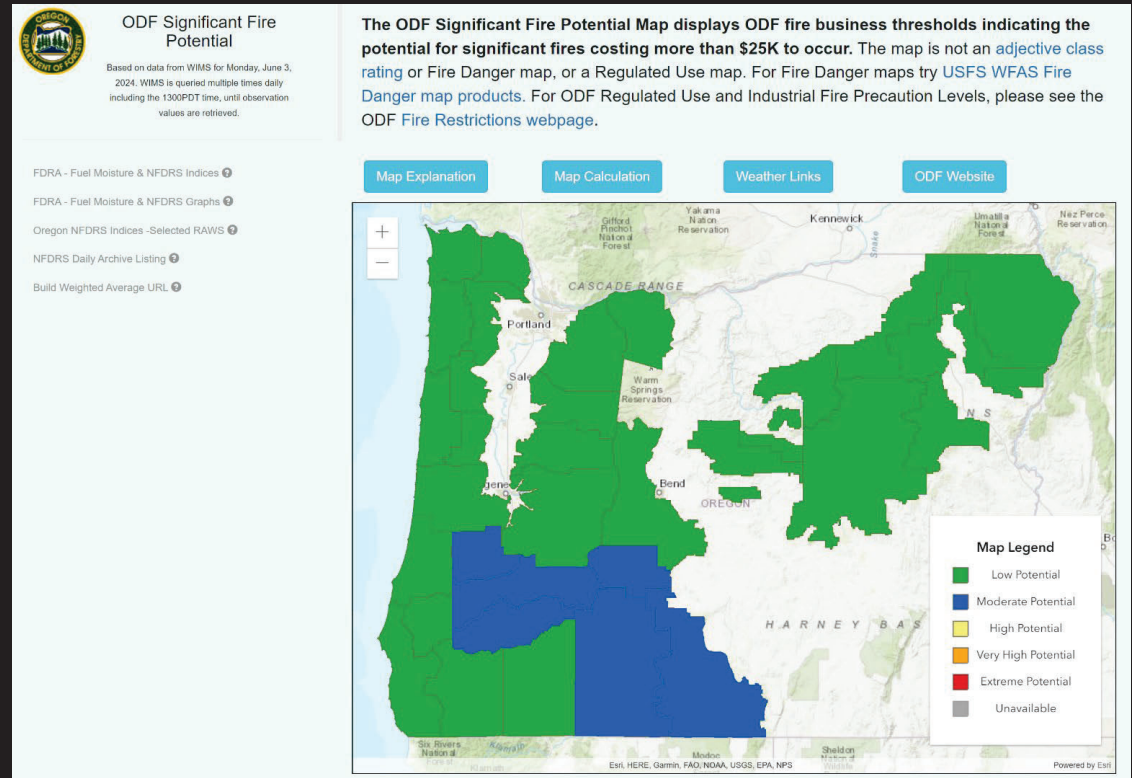 ODF Significant Fire
Potential
Based on data from WIMS for Monday, June 3,
2024. WIMS is queried multiple times daily
including the 1300PDT time, until observation
values are retrieved.
The ODF Significant Fire Potential Map displays ODF fire business thresholds indicating the
potential for significant fires costing more than $25K to occur. The map is not an adjective class
rating or Fire Danger map, or a Regulated Use map. For Fire Danger maps try USFS WFAS Fire
Danger map products. For ODF Regulated Use and Industrial Fire Precaution Levels, please see the
ODF Fire Restrictions webpage.
FDRA - Fuel Moisture & NFDRS Indices ?
FDRA - Fuel Moisture & NFDRS Graphs ?
Oregon NFDRS Indices -Selected RAWS ?
NFDRS Daily Archive Listing ?
Build Weighted Average URL ?
Map Explanation
Map Calculation
Weather Links
ODF Website
+
−
Gifford
Pinchot
National
Forest
Yakama
Nation
Reservation
Kennewick
Snake
Umatilla
National
Forest
Nez Perce
Reservation
CASCADE RANGE
Portland
Sale
Warm
Springs
Reservation
N S
gene
Bend
OREGON
HARNEY BAS
Bo
Map Legend
Low Potential
Moderate Potential
High Potential
Very High Potential
Extreme Potential
Unavailable
Six Rivers
National
Forest
Klamath
Klamath
Modoc
Sheldon
National
Wildlife
Esri, HERE, Garmin, FAO, NOAA, USGS, EPA, NPS
Powered by Esri